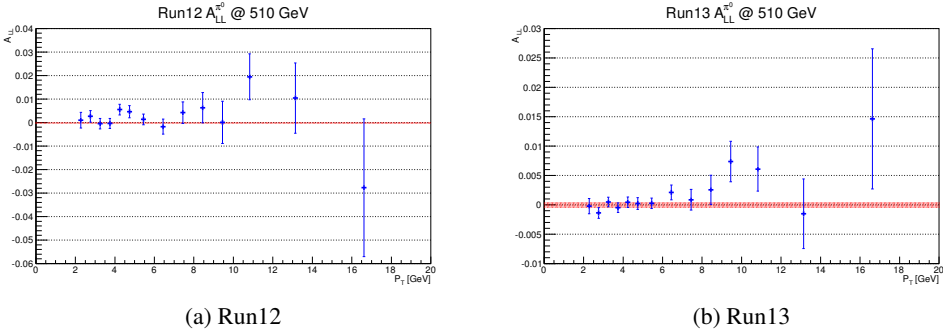 Run12 A_LL^π⁰ @ 510 GeV
A_LL
0.04
0.03
0.02
0.01
0
-0.01
-0.02
-0.03
-0.04
-0.05
-0.06
0 2 4 6 8 10 12 14 16 18 20
P_T [GeV]
(a) Run12
Run13 A_LL^π⁰ @ 510 GeV
A_LL
0.03
0.025
0.02
0.015
0.01
0.005
0
-0.005
-0.01
0 2 4 6 8 10 12 14 16 18 20
P_T [GeV]
(b) Run13